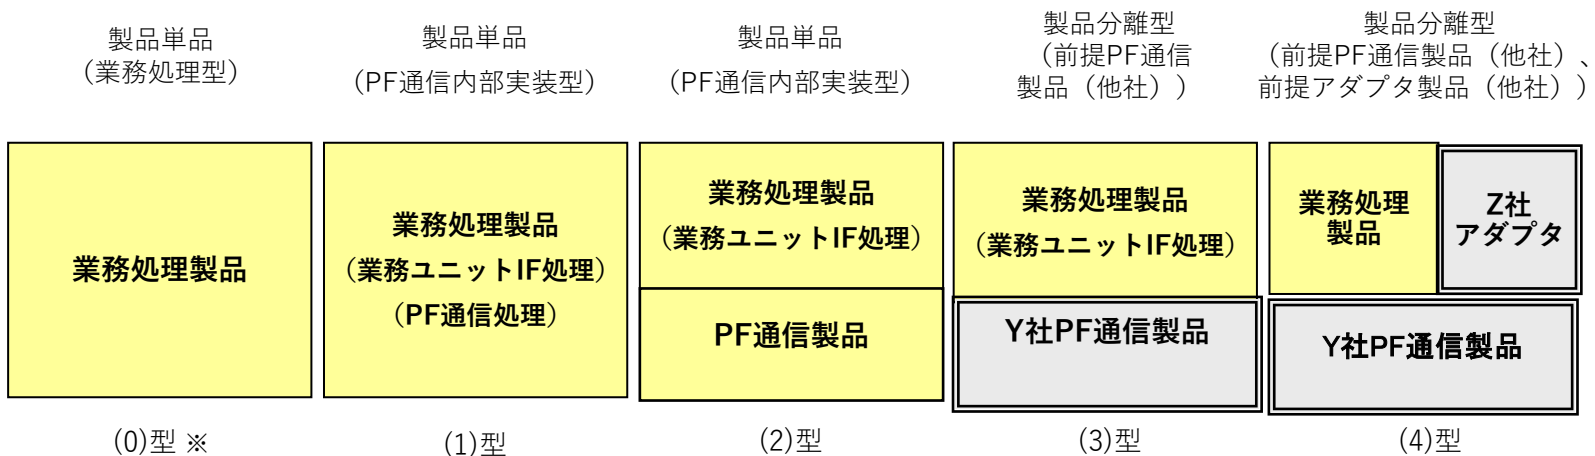 製品単品
（業務処理型）
製品単品
（PF通信内部実装型）
製品単品
（PF通信内部実装型）
製品分離型
（前提PF通信
製品（他社））
製品分離型
（前提PF通信製品（他社）、
前提アダプタ製品（他社））
業務処理製品
業務処理製品
（業務ユニットIF処理）
（PF通信処理）
業務処理製品
（業務ユニットIF処理）
PF通信製品
業務処理製品
（業務ユニットIF処理）
Y社PF通信製品
業務処理
製品
Z社
アダプタ
Y社PF通信製品
(0)型 ※
(1)型
(2)型
(3)型
(4)型